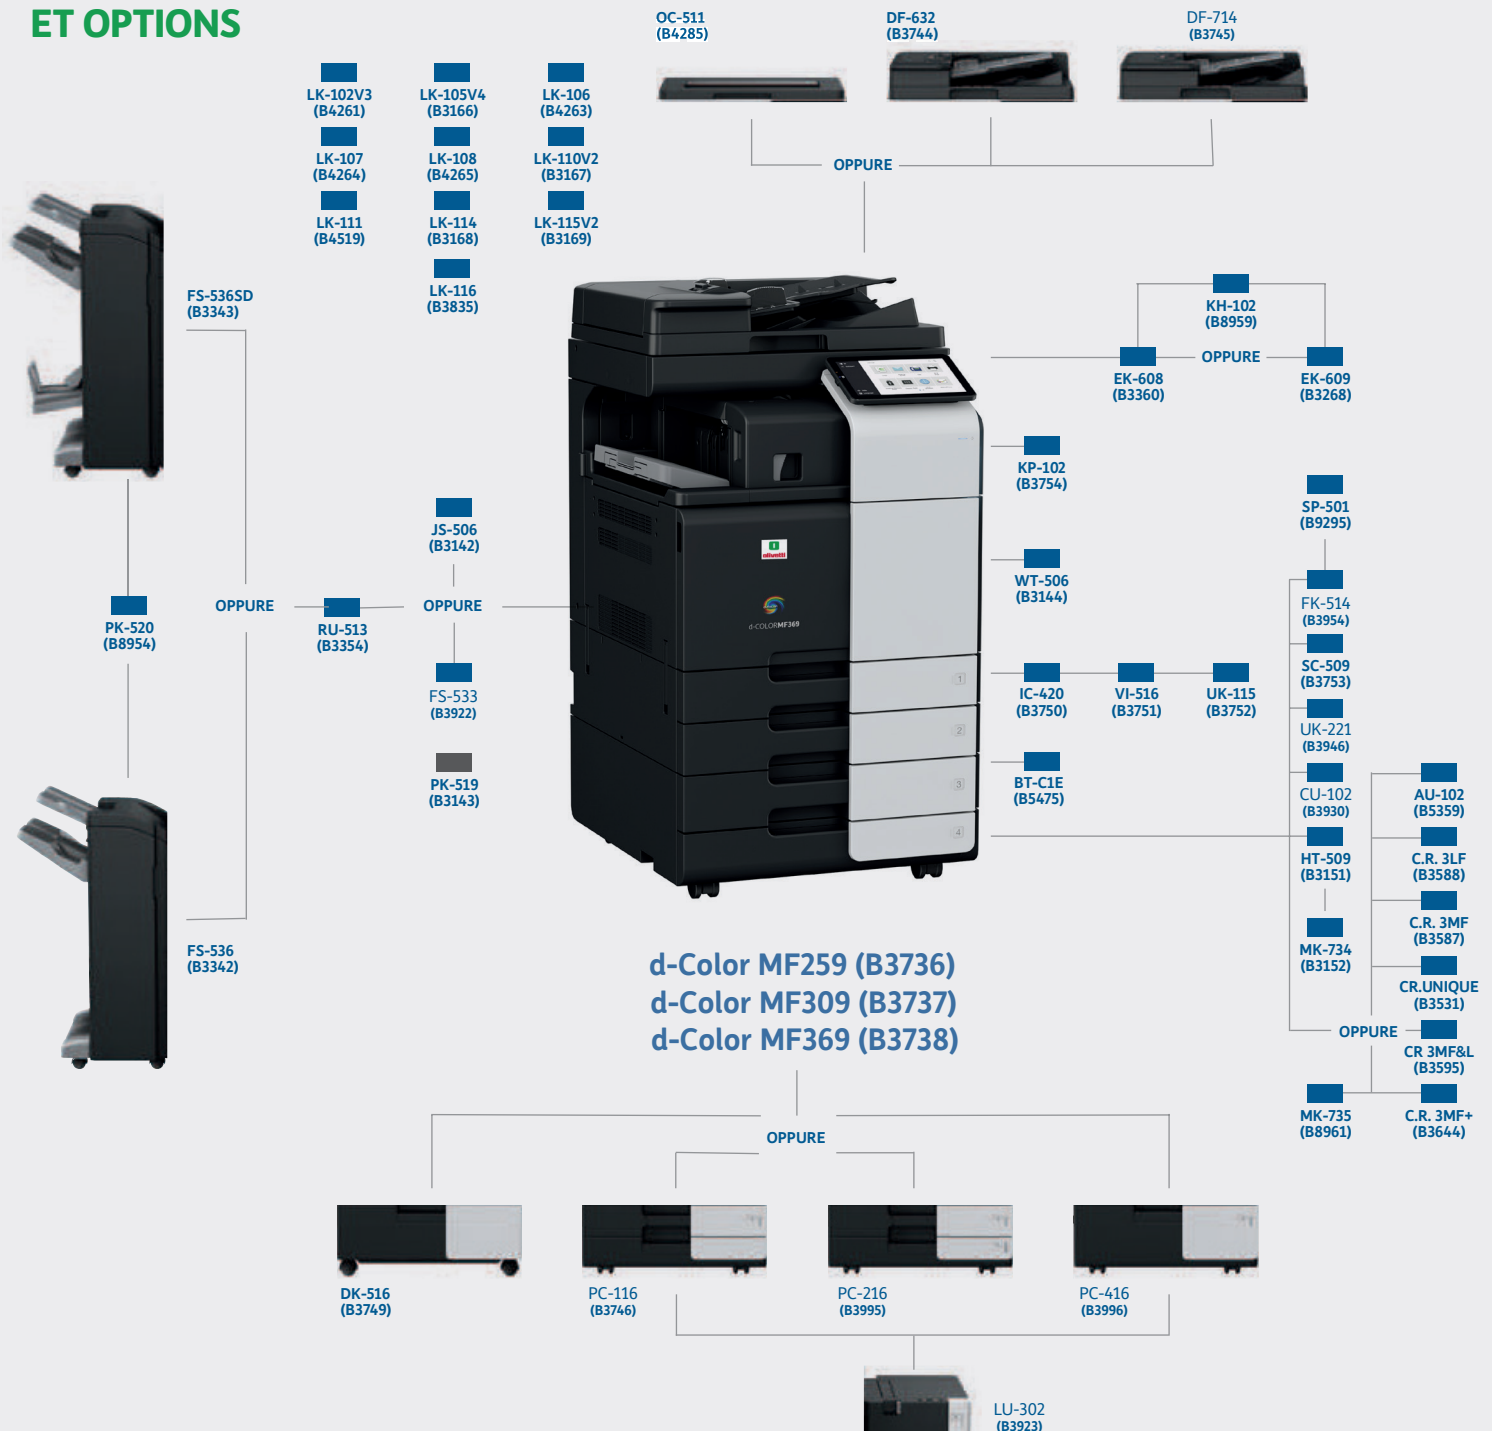 ET OPTIONS
OC-511
(B4285)
DF-632
(B3744)
DF-714
(B3745)
LK-102V3
(B4261)
LK-105V4
(B3166)
LK-106
(B4263)
LK-107
(B4264)
LK-108
(B4265)
LK-110V2
(B3167)
LK-111
(B4519)
LK-114
(B3168)
LK-115V2
(B3169)
LK-116
(B3835)
OPPURE
FS-536SD
(B3343)
KH-102
(B8959)
EK-608
(B3360)
OPPURE
EK-609
(B3268)
KP-102
(B3754)
SP-501
(B9295)
JS-506
(B3142)
WT-506
(B3144)
olivetti
d-COLORMF369
PK-520
(B8954)
OPPURE
RU-513
(B3354)
OPPURE
FS-533
(B3922)
PK-519
(B3143)
FK-514
(B3954)
SC-509
(B3753)
UK-221
(B3946)
CU-102
(B3930)
HT-509
(B3151)
MK-734
(B3152)
1
2
3
4
IC-420
(B3750)
VI-516
(B3751)
UK-115
(B3752)
BT-C1E
(B5475)
AU-102
(B5359)
C.R. 3LF
(B3588)
C.R. 3MF
(B3587)
CR.UNIQUE
(B3531)
OPPURE
CR 3MF&L
(B3595)
MK-735
(B8961)
C.R. 3MF+
(B3644)
FS-536
(B3342)
d-Color MF259 (B3736)
d-Color MF309 (B3737)
d-Color MF369 (B3738)
OPPURE
DK-516
(B3749)
PC-116
(B3746)
PC-216
(B3995)
PC-416
(B3996)
LU-302
(B3923)